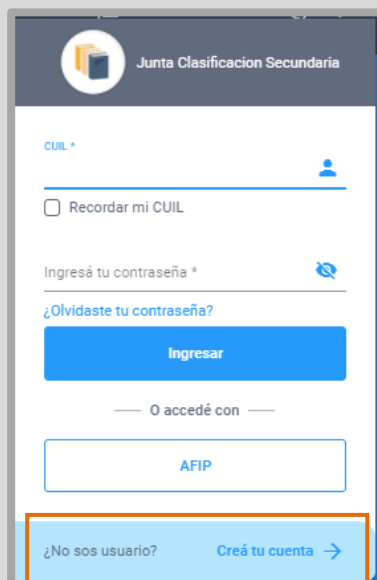 Junta Clasificacion Secundaria
CUIL *
Recordar mi CUIL
Ingresá tu contraseña *
¿Olvidaste tu contraseña?
Ingresar
O accedé con
AFIP
¿No sos usuario? Creá tu cuenta →